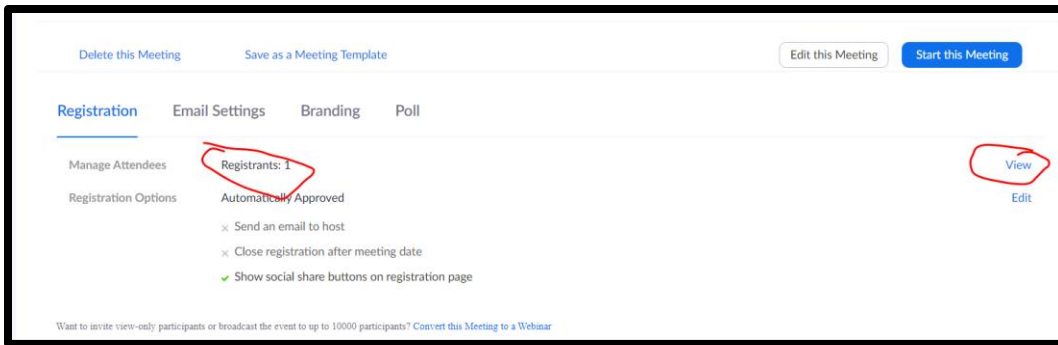 Delete this Meeting Save as a Meeting Template Edit this Meeting Start this Meeting
Registration Email Settings Branding Poll
Manage Attendees Registrants: 1 View
Registration Options Automatically Approved Edit
× Send an email to host
× Close registration after meeting date
✓ Show social share buttons on registration page
Want to invite view-only participants or broadcast the event to up to 10000 participants? Convert this Meeting to a Webinar